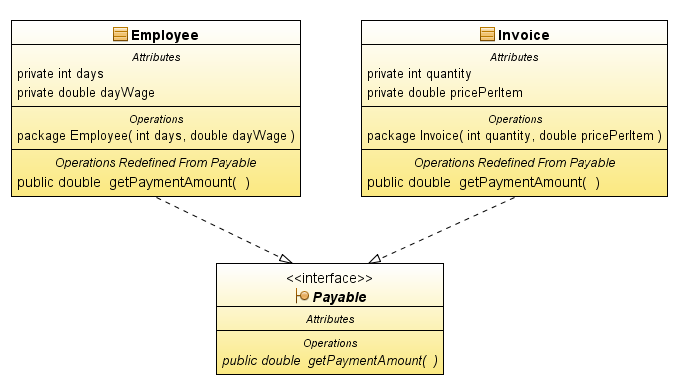 Employee
Attributes
private int days
private double dayWage
Operations
package Employee( int days, double dayWage )
Operations Redefined From Payable
public double  getPaymentAmount(  )
Invoice
Attributes
private int quantity
private double pricePerItem
Operations
package Invoice( int quantity, double pricePerItem )
Operations Redefined From Payable
public double  getPaymentAmount(  )
<<interface>>
Payable
Attributes
Operations
public double  getPaymentAmount(  )